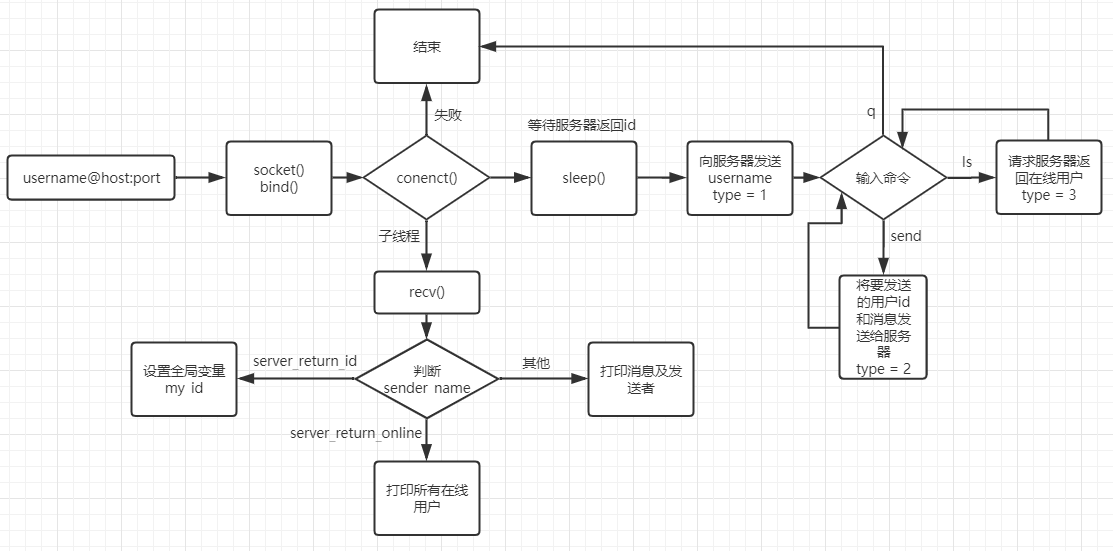 结束
失败
q
等待服务器返回id
username@host:port
socket()
bind()
conenct()
sleep()
向服务器发送
username
type = 1
输入命令
ls
请求服务器返
回在线用户
type = 3
子线程
send
recv()
将要发送
的用户id
和消息发
送给服务
器
type = 2
设置全局变量
my id
server_return_id
判断
sender name
其他
打印消息及发
送者
server_return_online
打印所有在线
用户